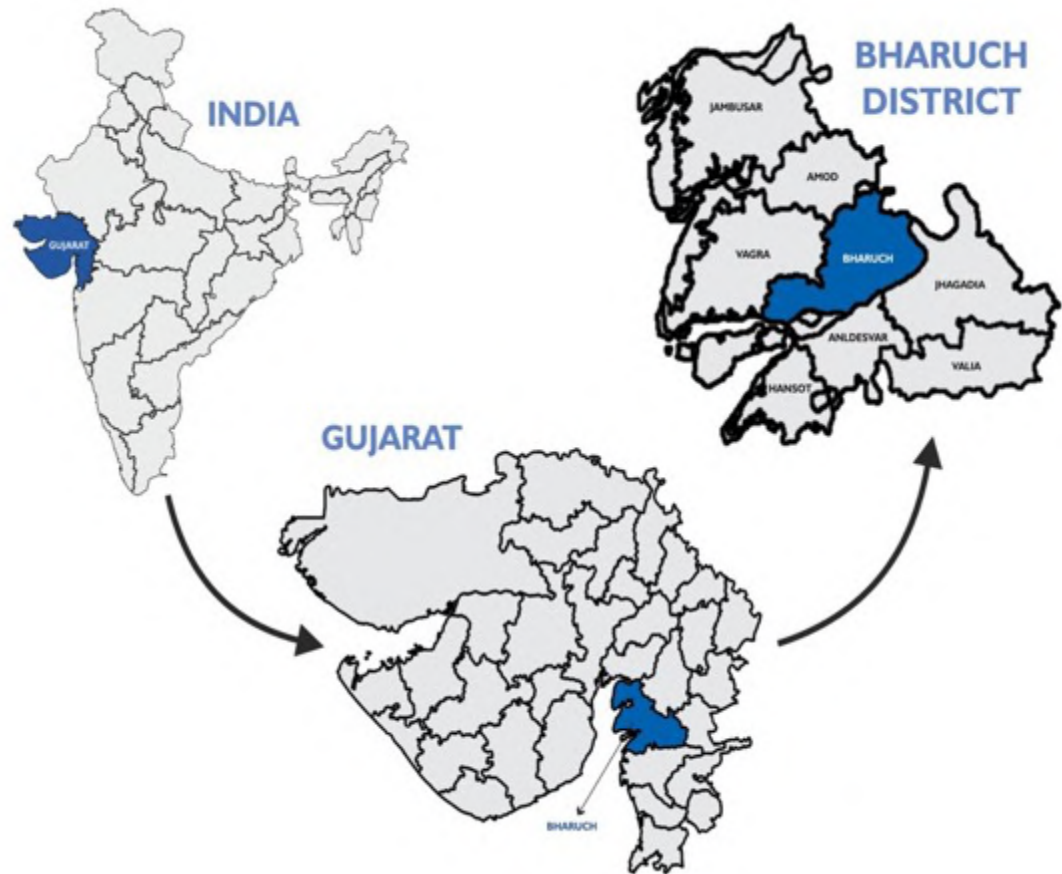 INDIA
GUJARAT
BHARUCH
DISTRICT
JAMBUSAR
AMOD
VAGRA
BHARUCH
JHAGADIA
ANLDESVAR
VALIA
HANSOT
GUJARAT
BHARUCH